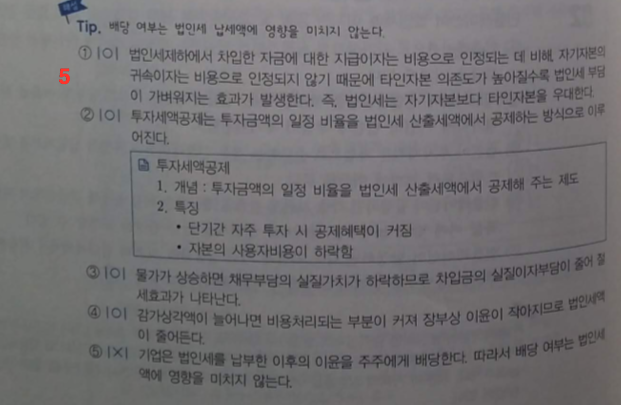 해설
Tip. 배당 여부는 법인세 납세액에 영향을 미치지 않는다.
① |O| 법인세제하에서 차입한 자금에 대한 지급이자는 비용으로 인정되는 데 비해, 자기자본의
5 귀속이자는 비용으로 인정되지 않기 때문에 타인자본 의존도가 높아질수록 법인세 부담
이 가벼워지는 효과가 발생한다. 즉, 법인세는 자기자본보다 타인자본을 우대한다.
② |O| 투자세액공제는 투자금액의 일정 비율을 법인세 산출세액에서 공제하는 방식으로 이루
어진다.
투자세액공제
1. 개념 : 투자금액의 일정 비율을 법인세 산출세액에서 공제해 주는 제도
2. 특징
• 단기간 자주 투자 시 공제혜택이 커짐
• 자본의 사용자비용이 하락함
③ |O| 물가가 상승하면 채무부담의 실질가치가 하락하므로 차입금의 실질이자부담이 줄어 절
세효과가 나타난다.
④ |O| 감가상각액이 늘어나면 비용처리되는 부분이 커져 장부상 이윤이 작아지므로 법인세액
이 줄어든다.
⑤ |X| 기업은 법인세를 납부한 이후의 이윤을 주주에게 배당한다. 따라서 배당 여부는 법인세
액에 영향을 미치지 않는다.